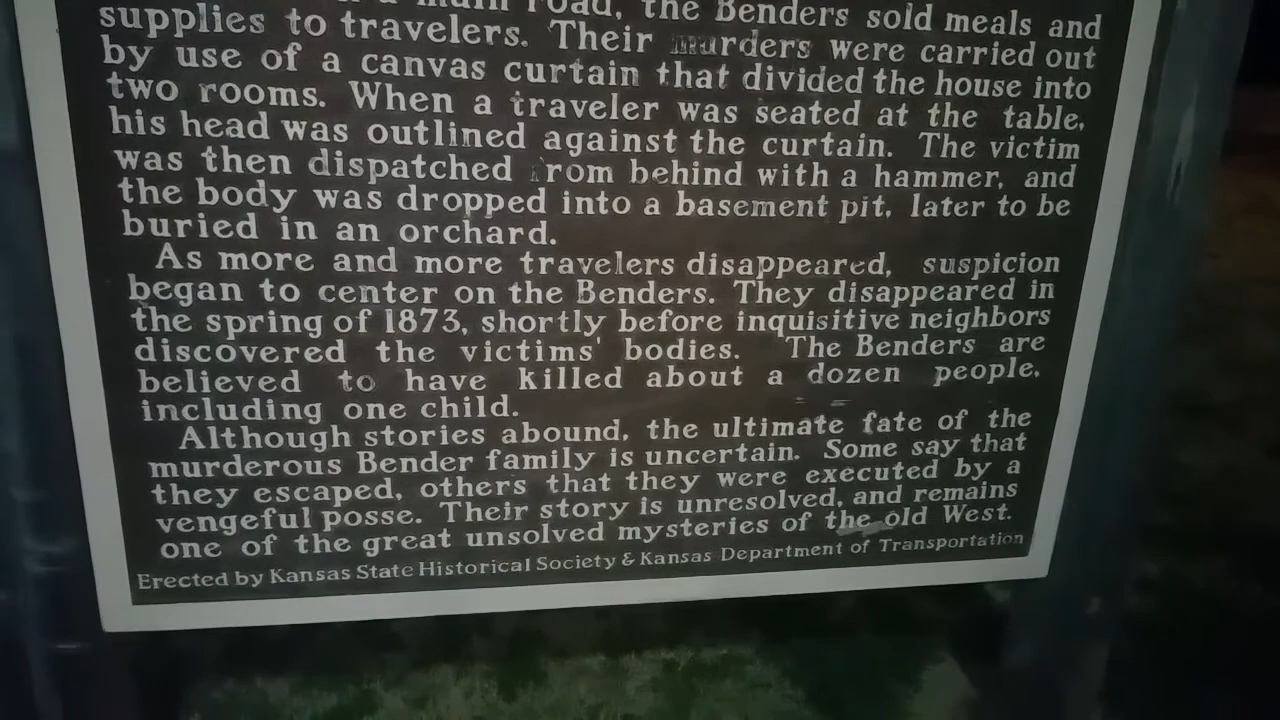 main road, the Benders sold meals and
supplies to travelers. Their murders were carried out
by use of a canvas curtain that divided the house into
two rooms. When a traveler was seated at the table,
his head was outlined against the curtain. The victim
was then dispatched from behind with a hammer, and
the body was dropped into a basement pit, later to be
buried in an orchard.
As more and more travelers disappeared, suspicion
began to center on the Benders. They disappeared in
the spring of 1873, shortly before inquisitive neighbors
discovered the victims' bodies. The Benders are
believed to have killed about a dozen people,
including one child.
Although stories abound, the ultimate fate of the
murderous Bender family is uncertain. Some say that
they escaped, others that they were executed by a
vengeful posse. Their story is unresolved, and remains
one of the great unsolved mysteries of the old West.
Erected by Kansas State Historical Society & Kansas Department of Transportation